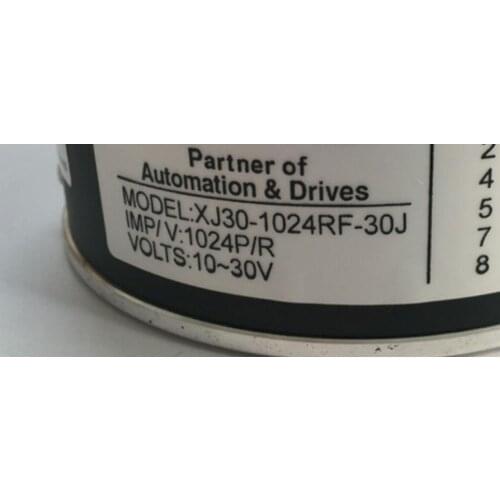 Partner of
Automation & Drives
MODEL:XJ30-1024RF-30J
IMP/ V:1024P/R
VOLTS:10~30V
2
4
5
7
8